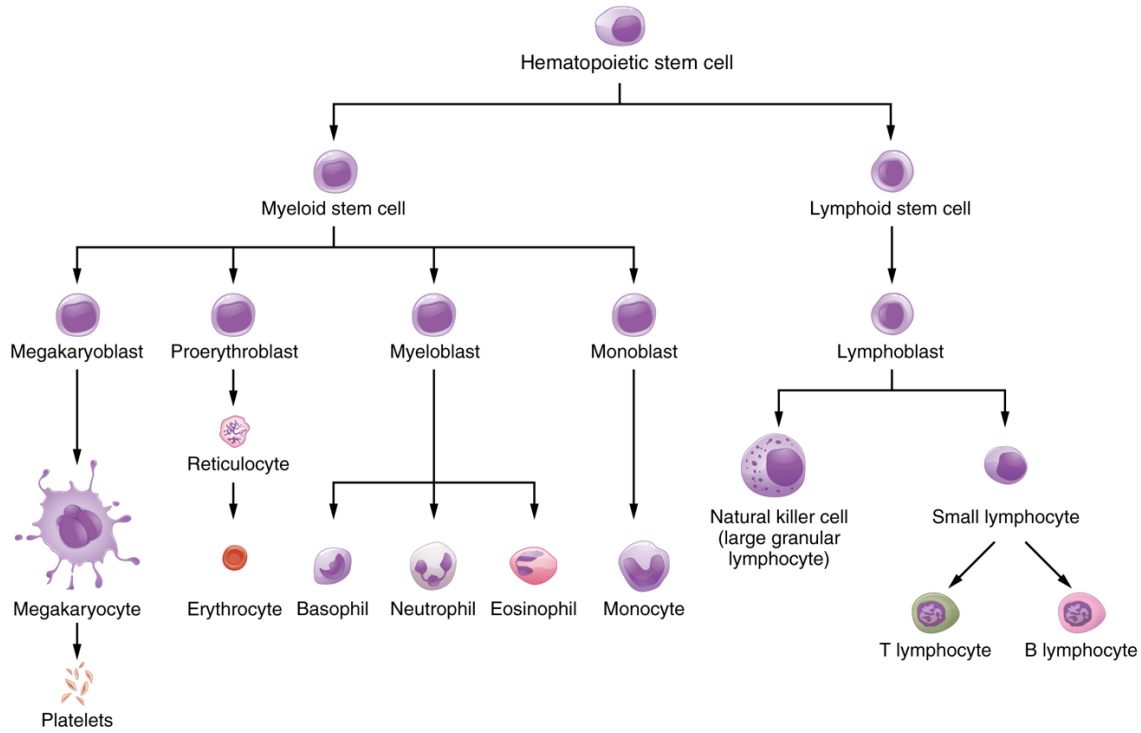 Hematopoietic stem cell
Myeloid stem cell
Lymphoid stem cell
Megakaryoblast
Proerythroblast
Myeloblast
Monoblast
Lymphoblast
Reticulocyte
Natural killer cell
(large granular
lymphocyte)
Small lymphocyte
Megakaryocyte
Erythrocyte
Basophil
Neutrophil
Eosinophil
Monocyte
T lymphocyte
B lymphocyte
Platelets